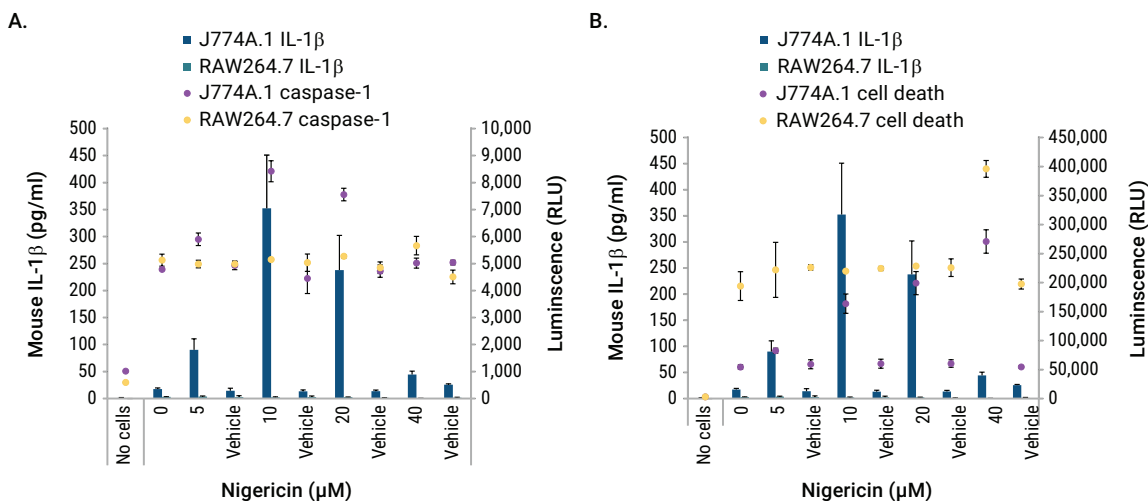 A.
J774A.1 IL-1β
RAW264.7 IL-1β
J774A.1 caspase-1
RAW264.7 caspase-1
Mouse IL-1β (pg/ml)
500
450
400
350
300
250
200
150
100
50
0
10,000
9,000
8,000
7,000
6,000
5,000
4,000
3,000
2,000
1,000
0
Luminscence (RLU)
No cells
0
5
Vehicle
10
Vehicle
20
Vehicle
40
Vehicle
Nigericin (µM)
B.
J774A.1 IL-1β
RAW264.7 IL-1β
J774A.1 cell death
RAW264.7 cell death
Mouse IL-1β (pg/ml)
500
450
400
350
300
250
200
150
100
50
0
450,000
400,000
350,000
300,000
250,000
200,000
150,000
100,000
50,000
0
Luminscence (RLU)
No cells
0
5
Vehicle
10
Vehicle
20
Vehicle
40
Vehicle
Nigericin (µM)